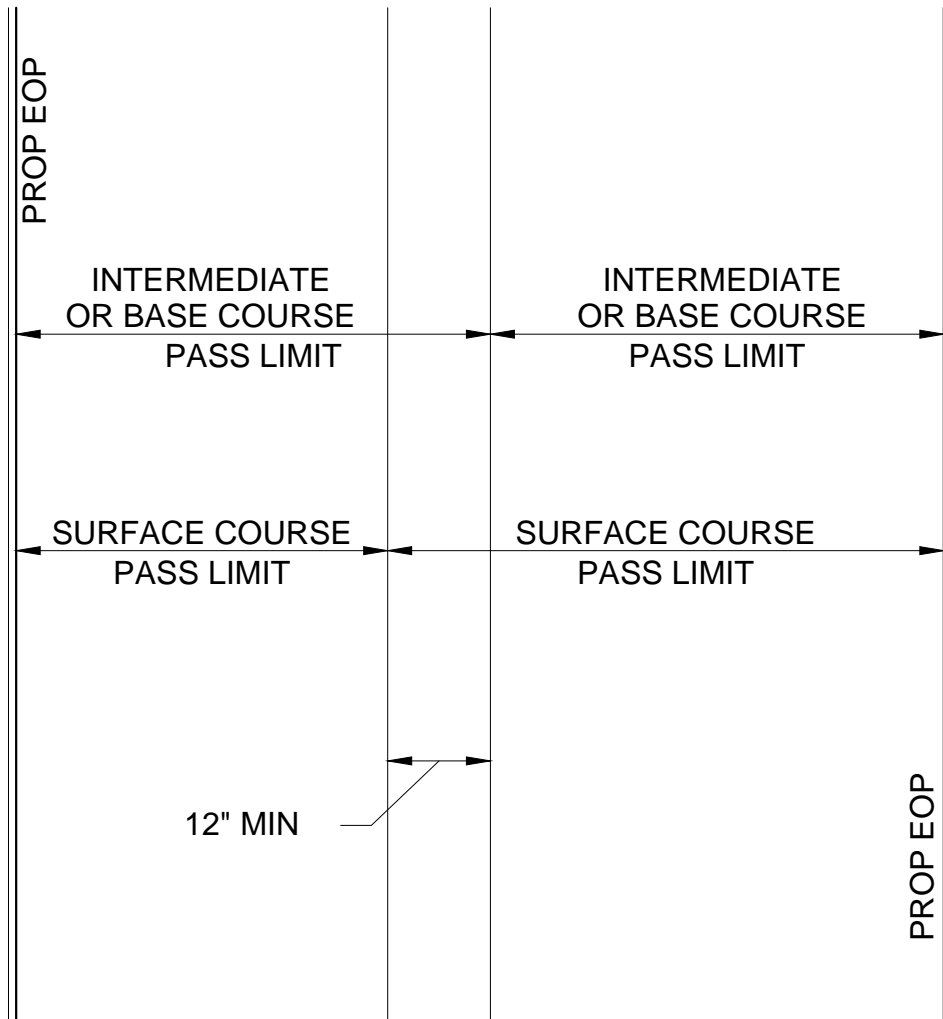 PROP EOP
INTERMEDIATE
OR BASE COURSE
PASS LIMIT
INTERMEDIATE
OR BASE COURSE
PASS LIMIT
SURFACE COURSE
PASS LIMIT
SURFACE COURSE
PASS LIMIT
12" MIN
PROP EOP